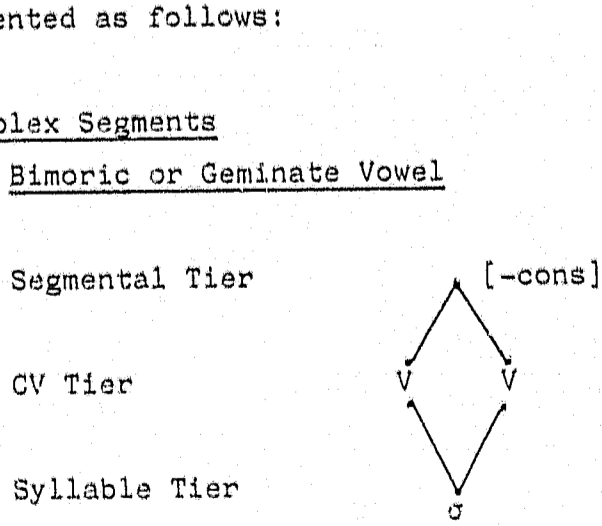 ented as follows:
plex Segments
Bimoric or Geminate Vowel
Segmental Tier [-cons]
CV Tier V V
Syllable Tier
σ